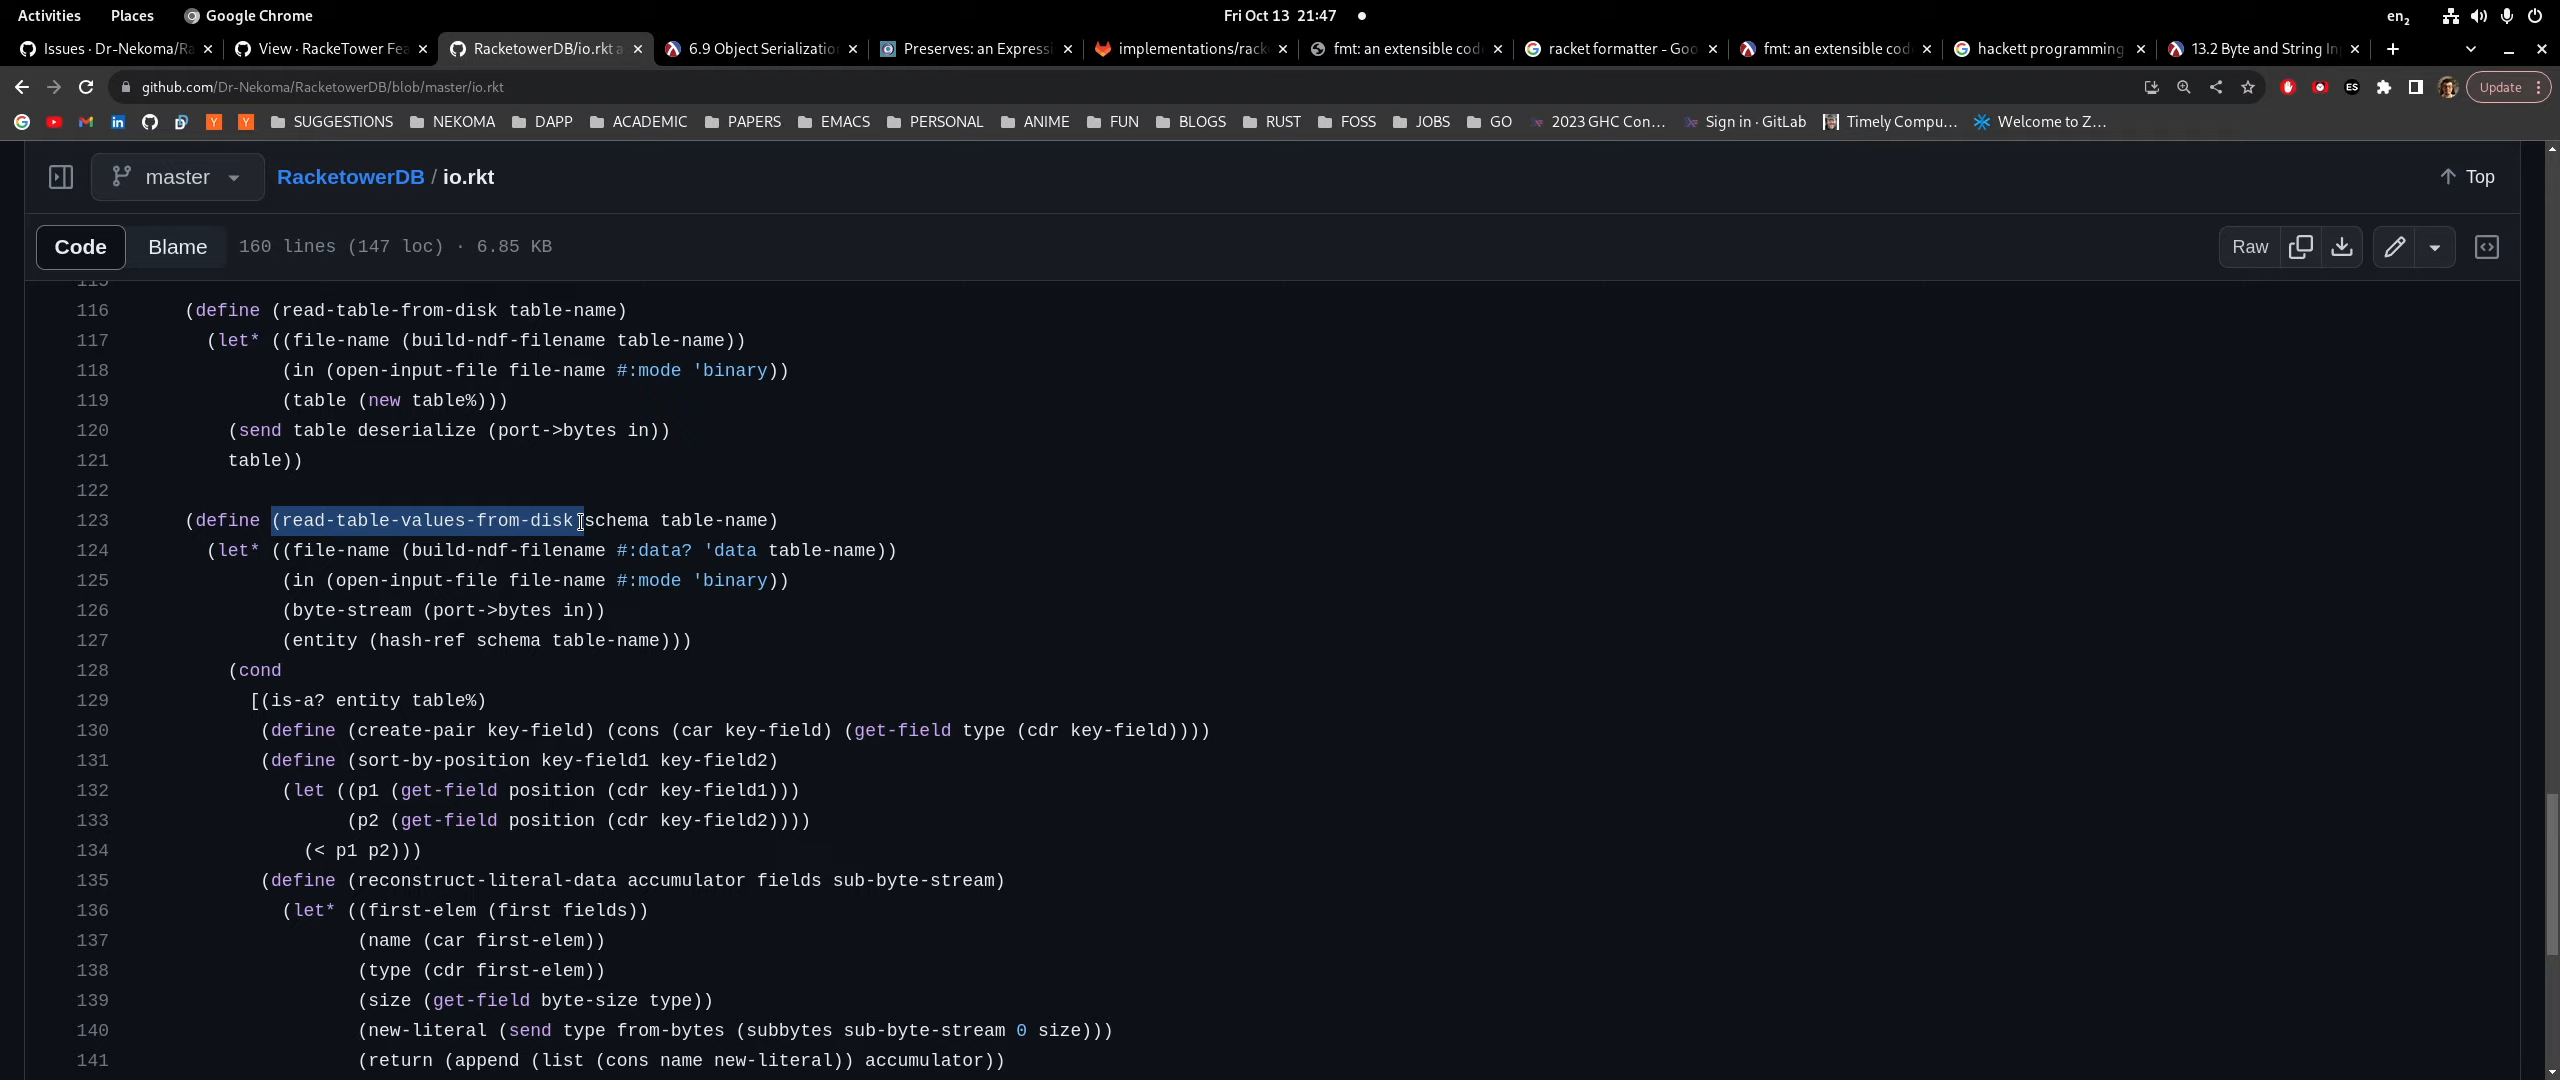 Activities Places Google Chrome Fri Oct 13 21:47 en2
Issues · Dr-Nekoma/Ra View · RackeTower Fea RacketowerDB/io.rkt a 6.9 Object Serializatio Preserves: an Expressi implementations/rack fmt: an extensible cod racket formatter - Goo fmt: an extensible cod hackett programming 13.2 Byte and String In
github.com/Dr-Nekoma/RacketowerDB/blob/master/io.rkt Update
SUGGESTIONS NEKOMA DAPP ACADEMIC PAPERS EMACS PERSONAL ANIME FUN BLOGS RUST FOSS JOBS GO 2023 GHC Con... Sign in · GitLab Timely Compu... Welcome to Z...
master RacketowerDB / io.rkt Top
Code Blame 160 lines (147 loc) · 6.85 KB Raw
115
116 (define (read-table-from-disk table-name)
117 (let* ((file-name (build-ndf-filename table-name))
118 (in (open-input-file file-name #:mode 'binary))
119 (table (new table%)))
120 (send table deserialize (port->bytes in))
121 table))
122
123 (define (read-table-values-from-disk schema table-name)
124 (let* ((file-name (build-ndf-filename #:data? 'data table-name))
125 (in (open-input-file file-name #:mode 'binary))
126 (byte-stream (port->bytes in))
127 (entity (hash-ref schema table-name)))
128 (cond
129 [(is-a? entity table%)
130 (define (create-pair key-field) (cons (car key-field) (get-field type (cdr key-field))))
131 (define (sort-by-position key-field1 key-field2)
132 (let ((p1 (get-field position (cdr key-field1)))
133 (p2 (get-field position (cdr key-field2))))
134 (< p1 p2)))
135 (define (reconstruct-literal-data accumulator fields sub-byte-stream)
136 (let* ((first-elem (first fields))
137 (name (car first-elem))
138 (type (cdr first-elem))
139 (size (get-field byte-size type))
140 (new-literal (send type from-bytes (subbytes sub-byte-stream 0 size)))
141 (return (append (list (cons name new-literal)) accumulator))